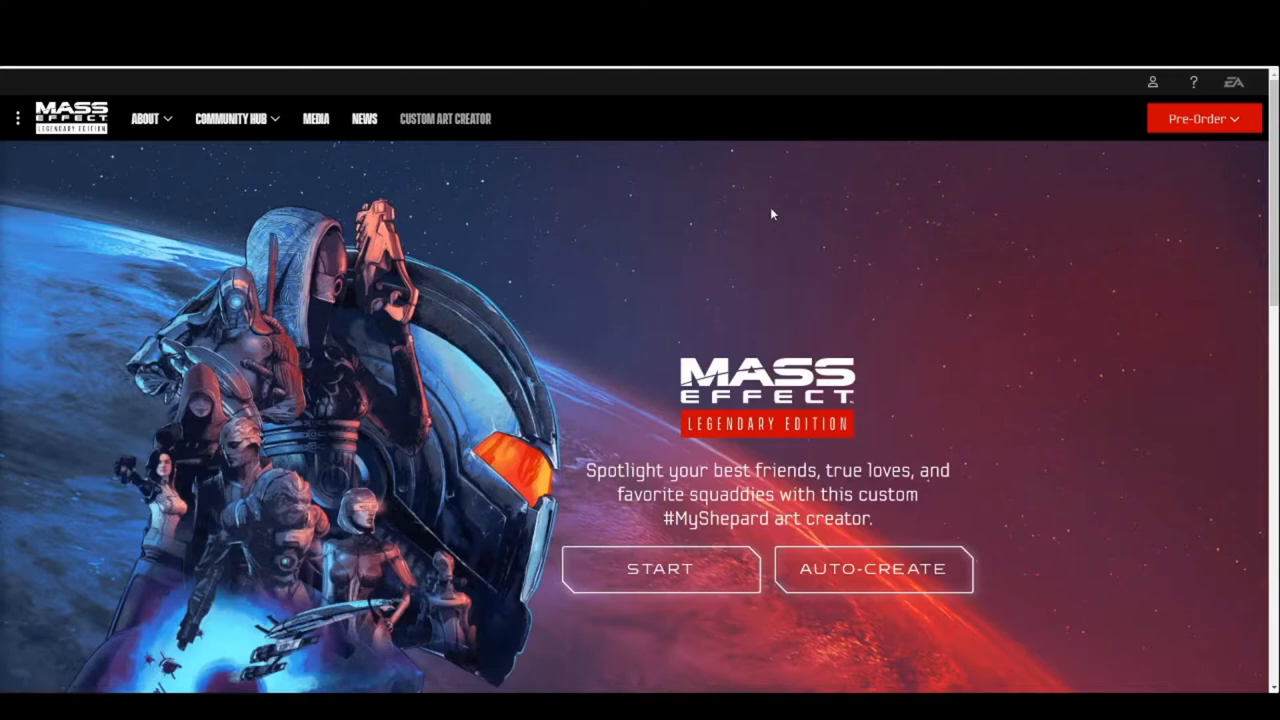 ?
EA
MASS
EFFECT
LEGENDARY EDITION
ABOUT
COMMUNITY HUB
MEDIA
NEWS
CUSTOM ART CREATOR
Pre-Order
MASS
EFFECT
LEGENDARY EDITION
Spotlight your best friends, true loves, and
favorite squaddies with this custom
#MyShepard art creator.
START
AUTO-CREATE